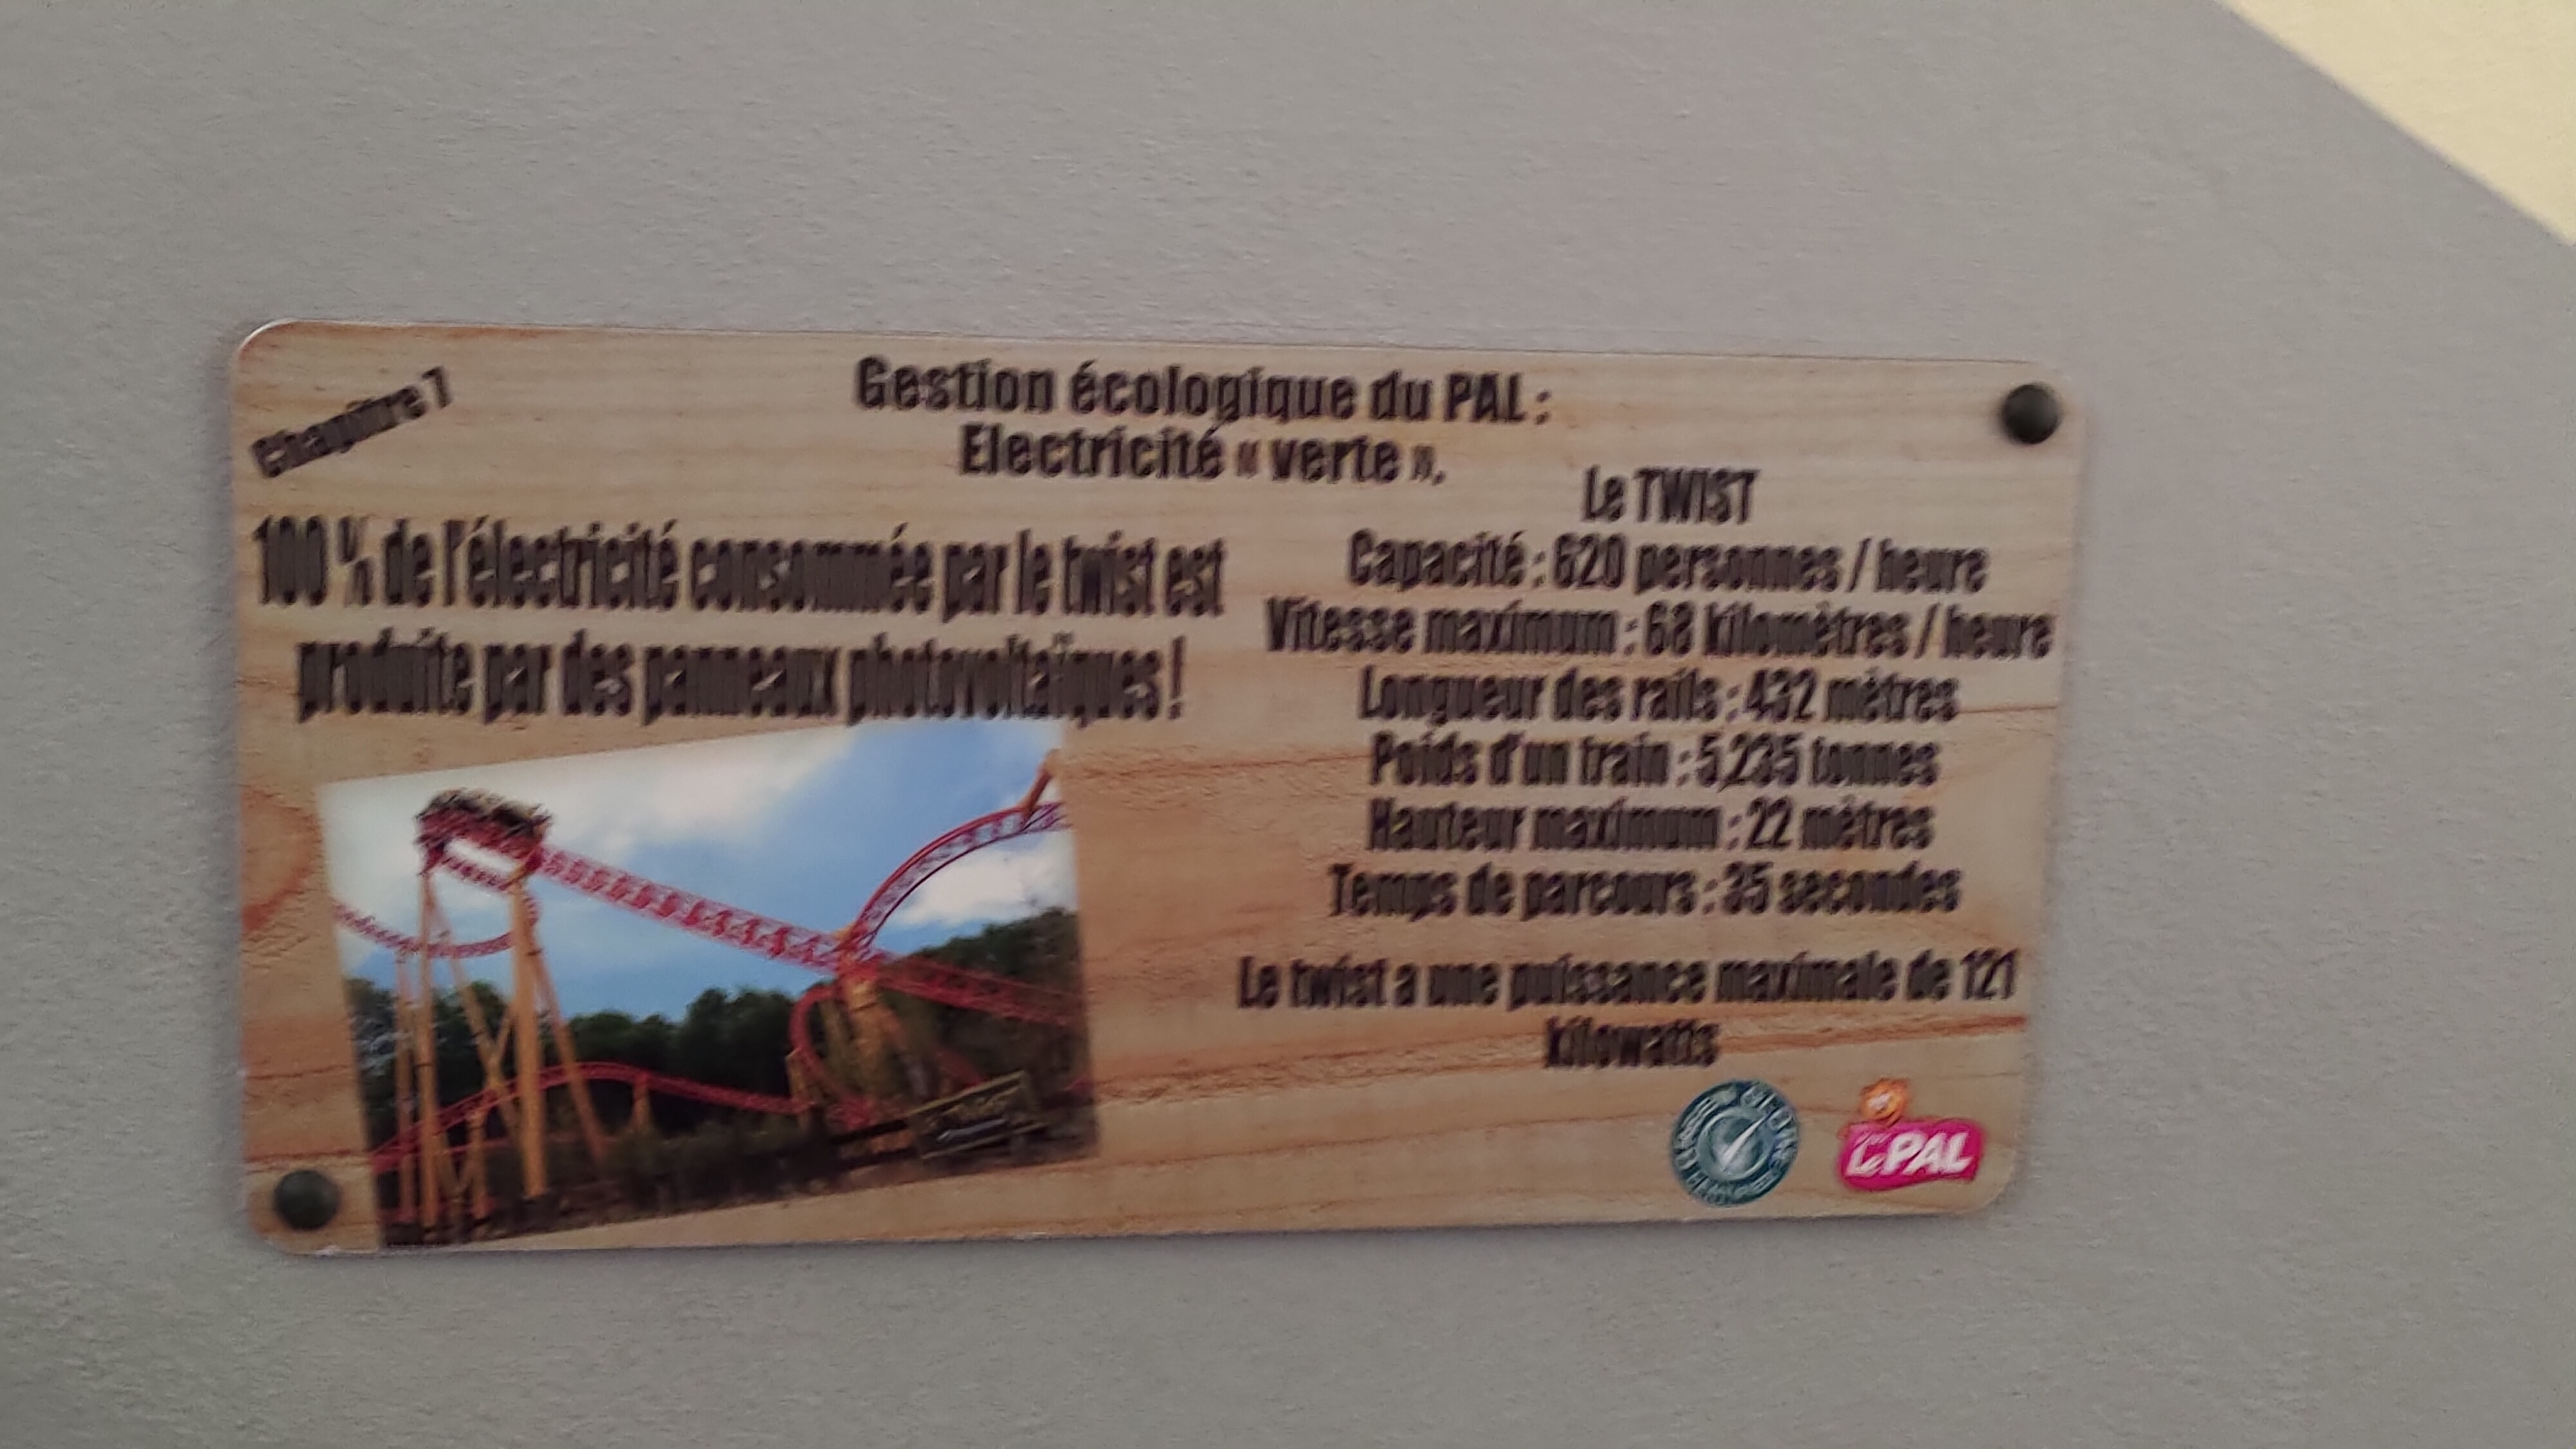 Chapitre 7
Gestion écologique du PAL :
Electricité « verte ».
100 % de l'électricité consommée par le twist est
produite par des panneaux photovoltaïques !
Le TWIST
Capacité : 620 personnes / heure
Vitesse maximum : 68 kilomètres / heure
Longueur des rails : 432 mètres
Poids d'un train : 5,235 tonnes
Hauteur maximum : 22 mètres
Temps de parcours : 35 secondes
Le twist a une puissance maximale de 121
kilowatts
Le PAL